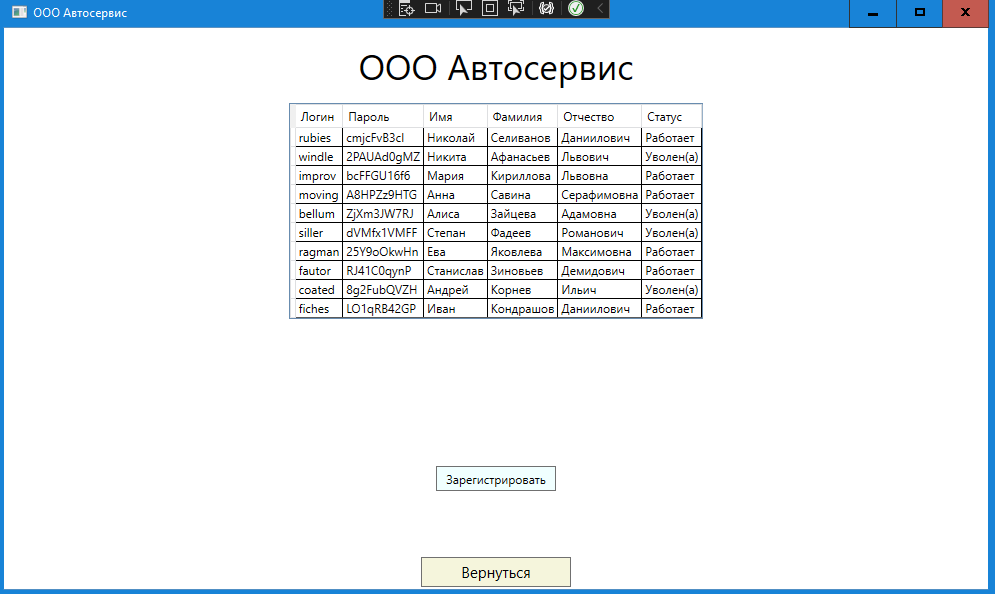 ООО Автосервис
ООО Автосервис
Логин Пароль Имя Фамилия Отчество Статус
rubies cmjcFvB3cl Николай Селиванов Даниилович Работает
windle 2PAUAd0gMZ Никита Афанасьев Львович Уволен(а)
improv bcFFGU16f6 Мария Кириллова Львовна Работает
moving A8HPZz9HTG Анна Савина Серафимовна Работает
bellum ZjXm3JW7RJ Алиса Зайцева Адамовна Уволен(а)
siller dVMfx1VMFF Степан Фадеев Романович Уволен(а)
ragman 25Y9oOkwHn Ева Яковлева Максимовна Работает
fautor RJ41C0qynP Станислав Зиновьев Демидович Работает
coated 8g2FubQVZH Андрей Корнев Ильич Уволен(а)
fiches LO1qRB42GP Иван Кондрашов Даниилович Работает
Зарегистрировать
Вернуться